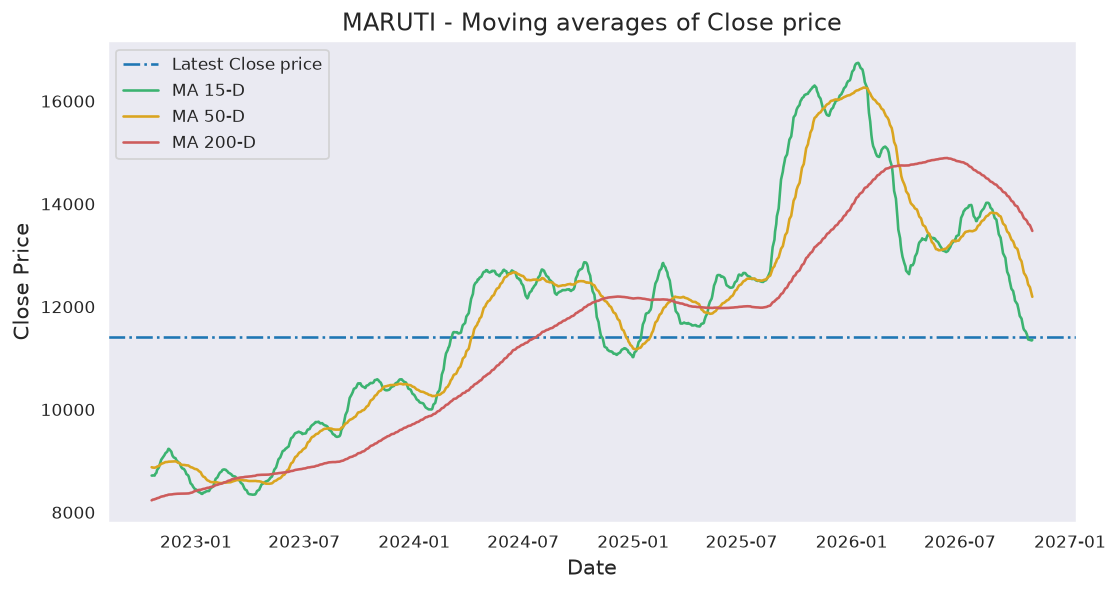 MARUTI - Moving averages of Close price
Latest Close price
MA 15-D
MA 50-D
MA 200-D
Close Price
16000
14000
12000
10000
8000
2023-01 2023-07 2024-01 2024-07 2025-01 2025-07 2026-01 2026-07 2027-01
Date